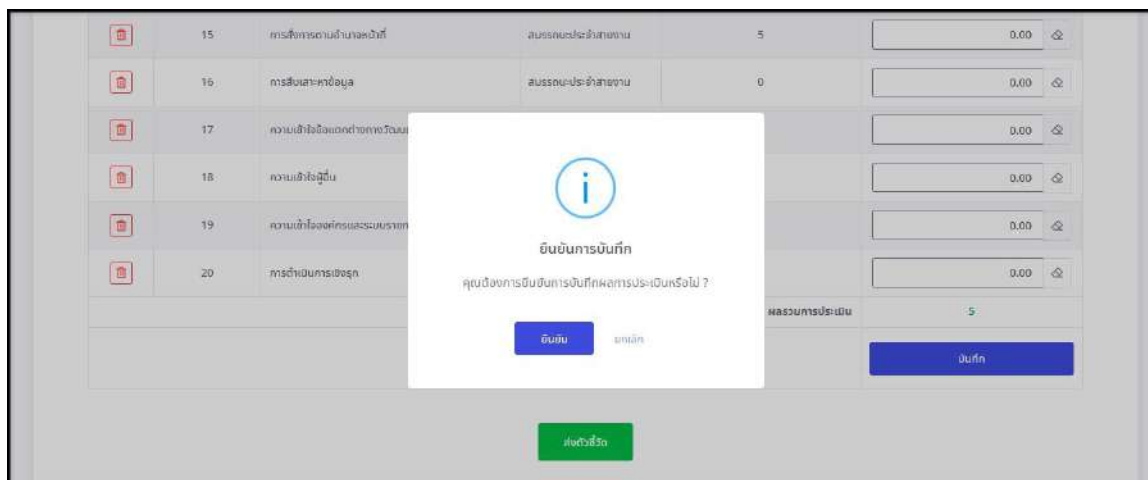 15 การสั่งการตามอำนาจหน้าที่ สมรรถนะประจำสายงาน 5 0.00
16 การสืบเสาะหาข้อมูล สมรรถนะประจำสายงาน 0 0.00
17 ความเข้าใจข้อแตกต่างทางวัฒน 0.00
18 ความเข้าใจผู้อื่น 0.00
19 ความเข้าใจองค์กรและระบบราชก 0.00
20 การดำเนินการเชิงรุก 0.00
ผลรวมการประเมิน 5
บันทึก
ยืนยันการบันทึก
คุณต้องการยืนยันการบันทึกผลการประเมินหรือไม่ ?
ยืนยัน ยกเลิก
ส่งตัวชี้วัด